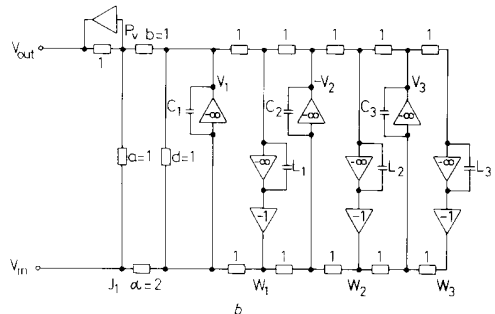 P_v b=1 1 1 1 1 1
V_out 1
V_1 -V_2 V_3
C_1 -∞ C_2 -∞ C_3 -∞
a=1 d=1
-∞ L_1 -∞ L_2 -∞ L_3
-1 -1 -1
1 1 1 1 1
V_in
J_1 α=2 W_1 W_2 W_3
b